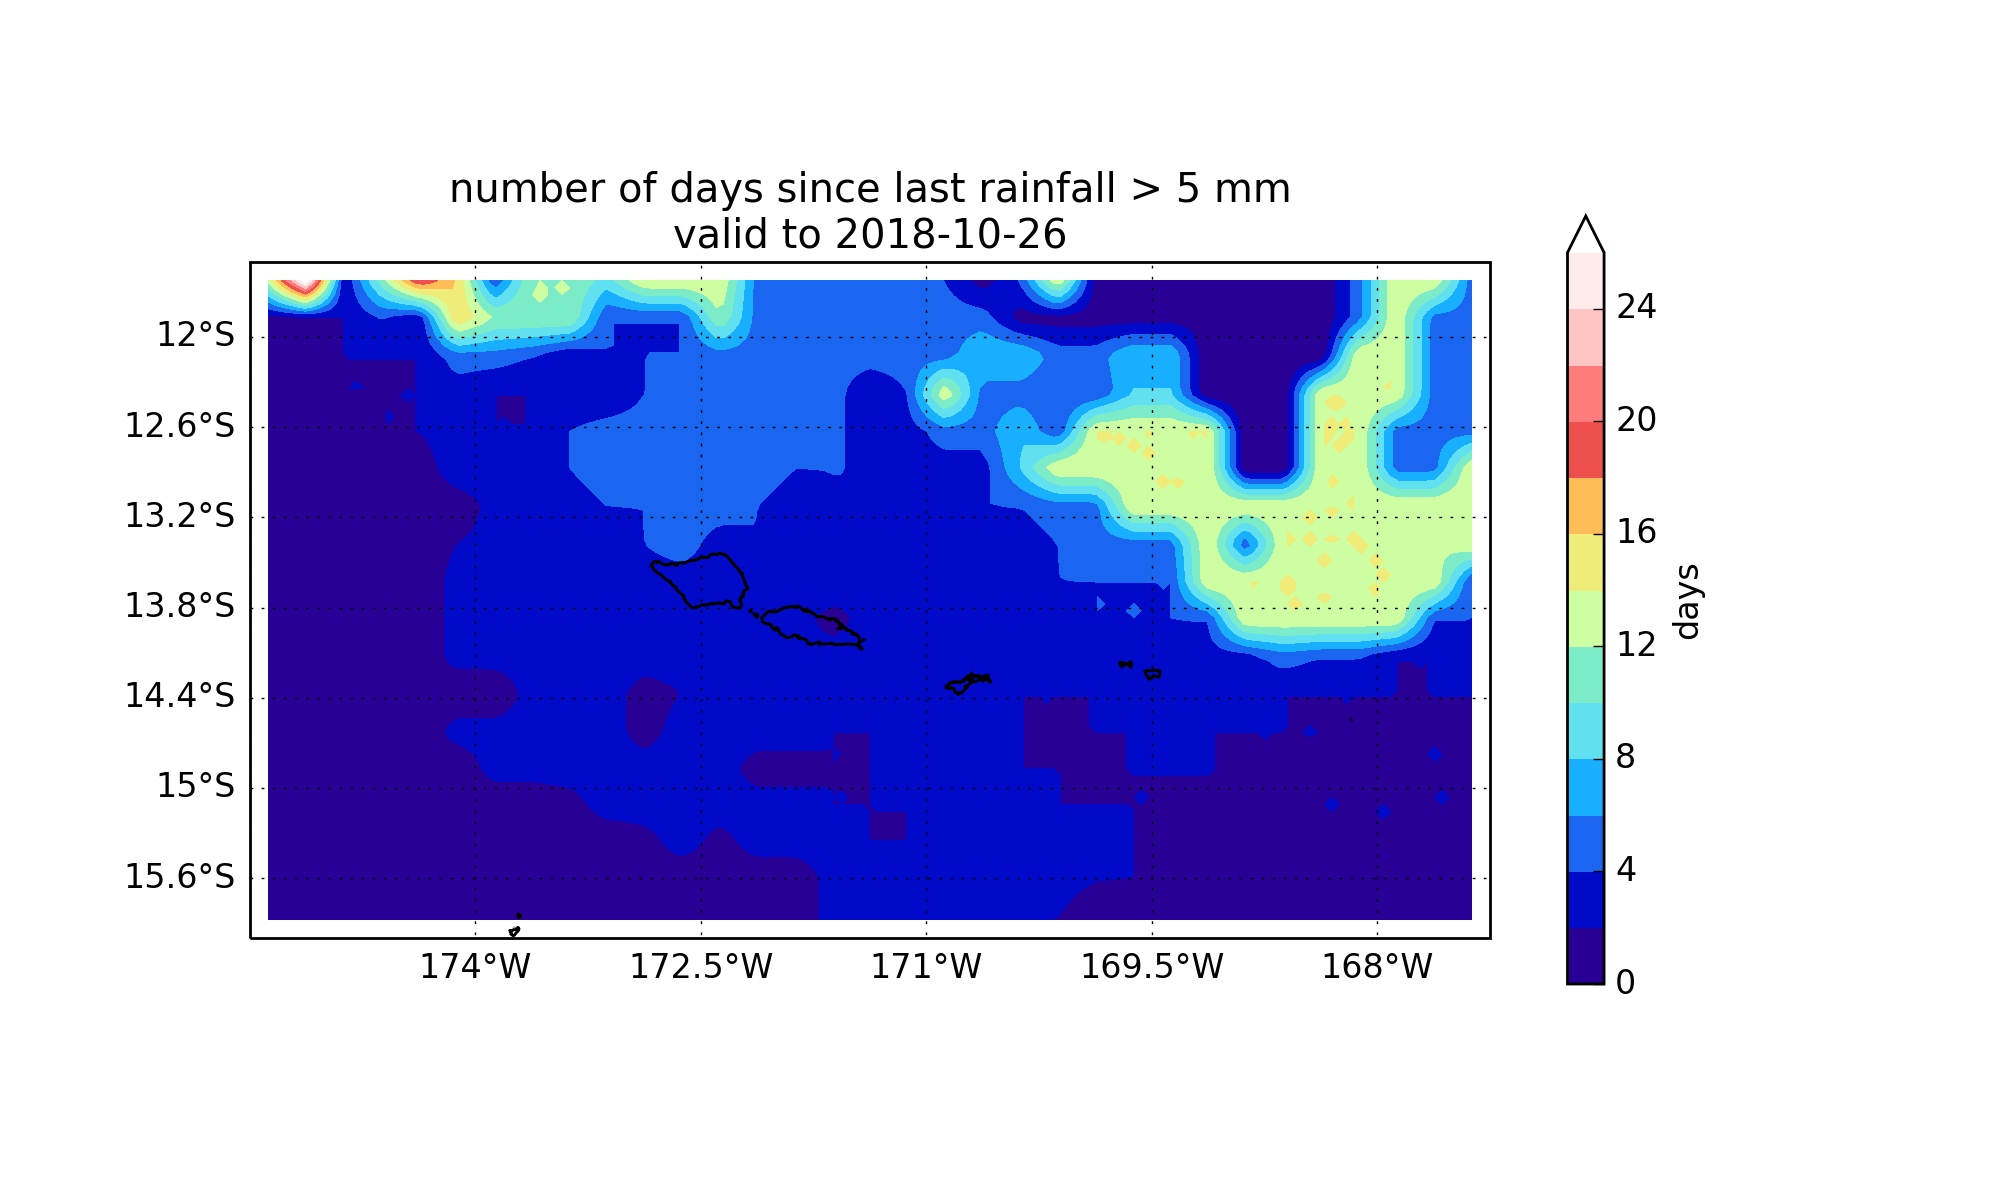 number of days since last rainfall > 5 mm
valid to 2018-10-26
12°S
12.6°S
13.2°S
13.8°S
14.4°S
15°S
15.6°S
174°W
172.5°W
171°W
169.5°W
168°W
24
20
16
12
8
4
0
days